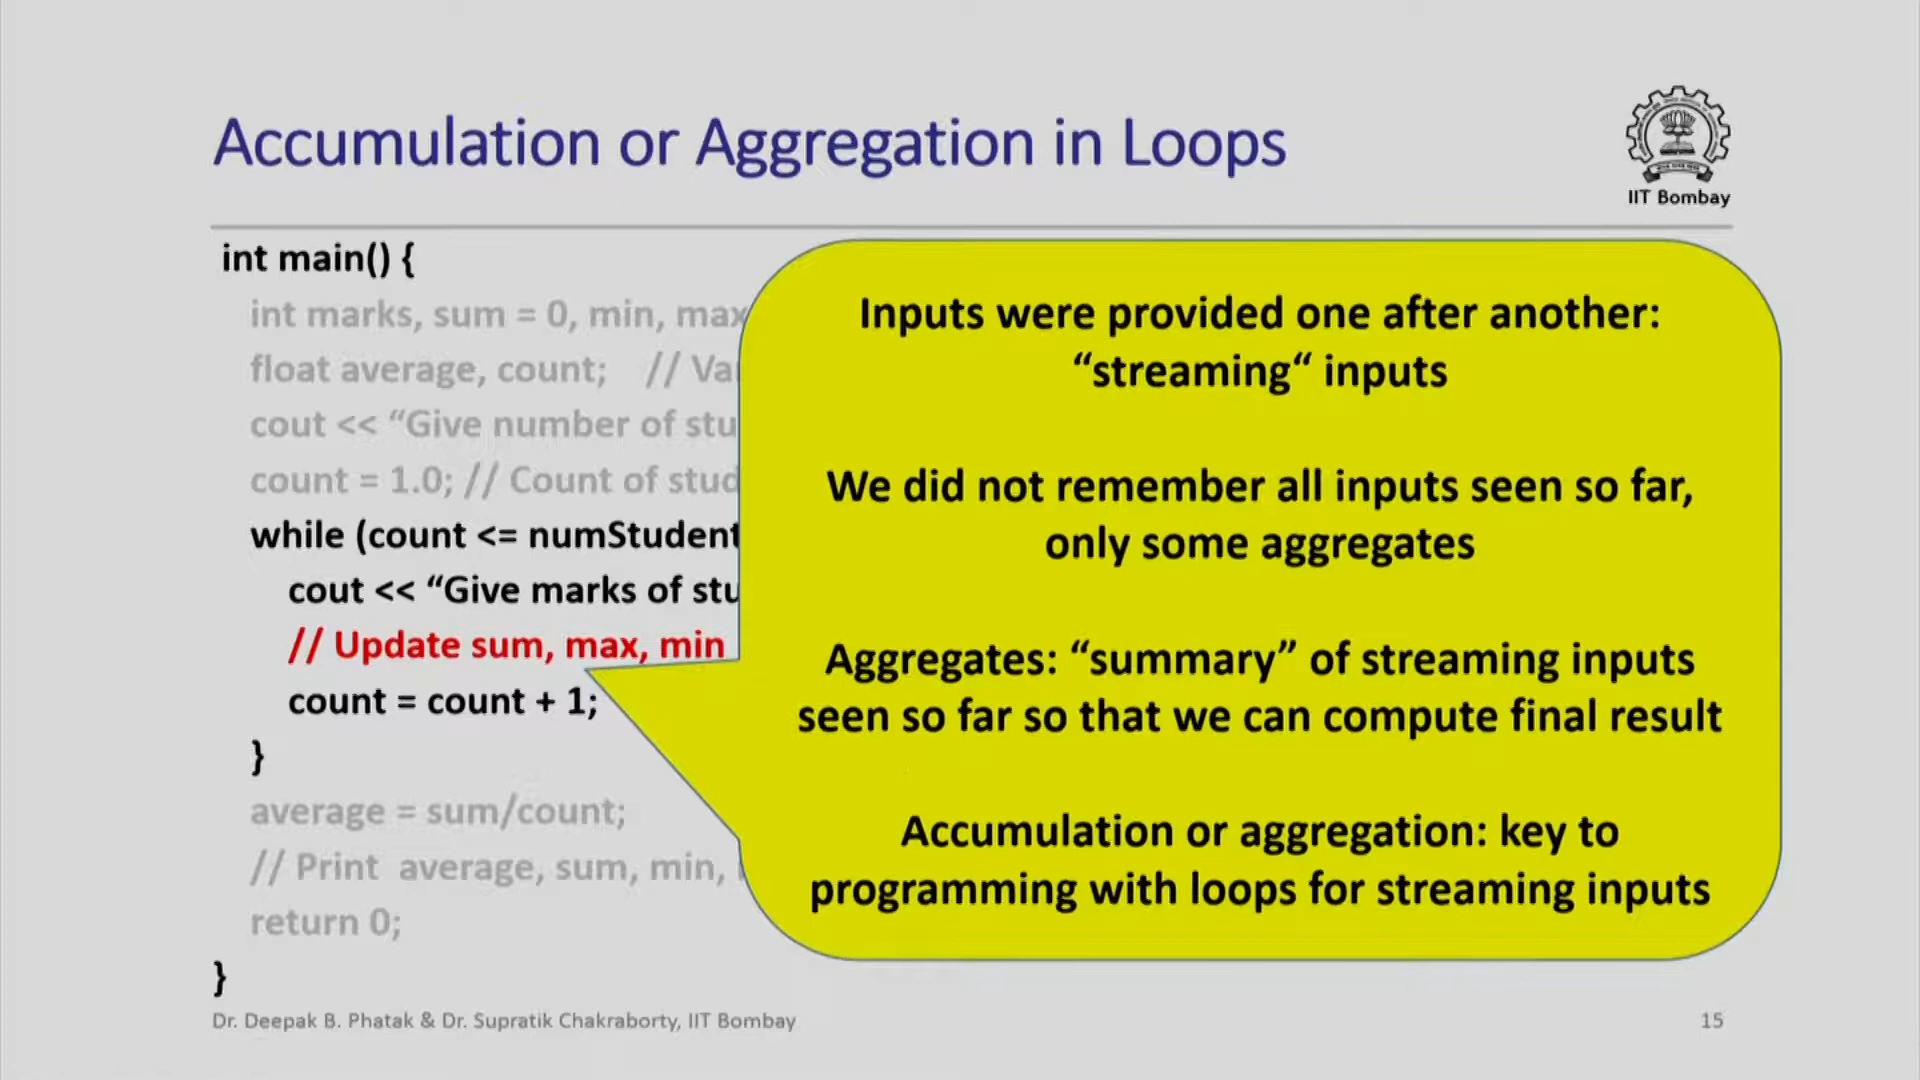 Accumulation or Aggregation in Loops
IIT Bombay
int main() {
int marks, sum = 0, min, max
float average, count; // Va
cout << “Give number of stu
count = 1.0; // Count of stud
while (count <= numStudent
cout << “Give marks of stu
// Update sum, max, min
count = count + 1;
}
average = sum/count;
// Print average, sum, min,
return 0;
}
Inputs were provided one after another:
“streaming“ inputs
We did not remember all inputs seen so far,
only some aggregates
Aggregates: “summary” of streaming inputs
seen so far so that we can compute final result
Accumulation or aggregation: key to
programming with loops for streaming inputs
Dr. Deepak B. Phatak & Dr. Supratik Chakraborty, IIT Bombay
15